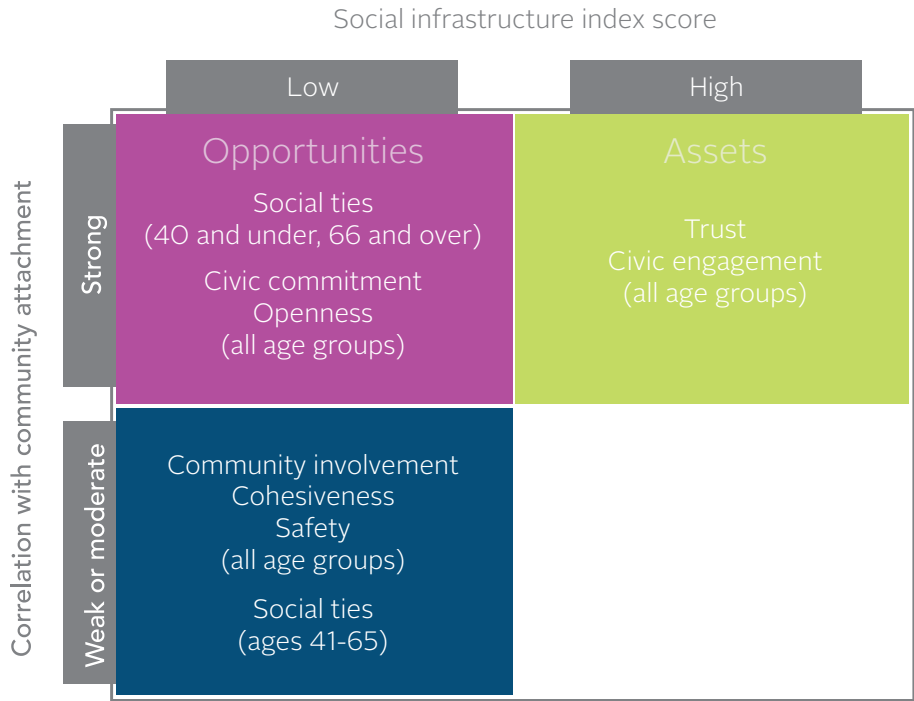 Social infrastructure index score
Low
High
Correlation with community attachment
Strong
Opportunities
Social ties
(40 and under, 66 and over)
Civic commitment
Openness
(all age groups)
Assets
Trust
Civic engagement
(all age groups)
Weak or moderate
Community involvement
Cohesiveness
Safety
(all age groups)
Social ties
(ages 41-65)